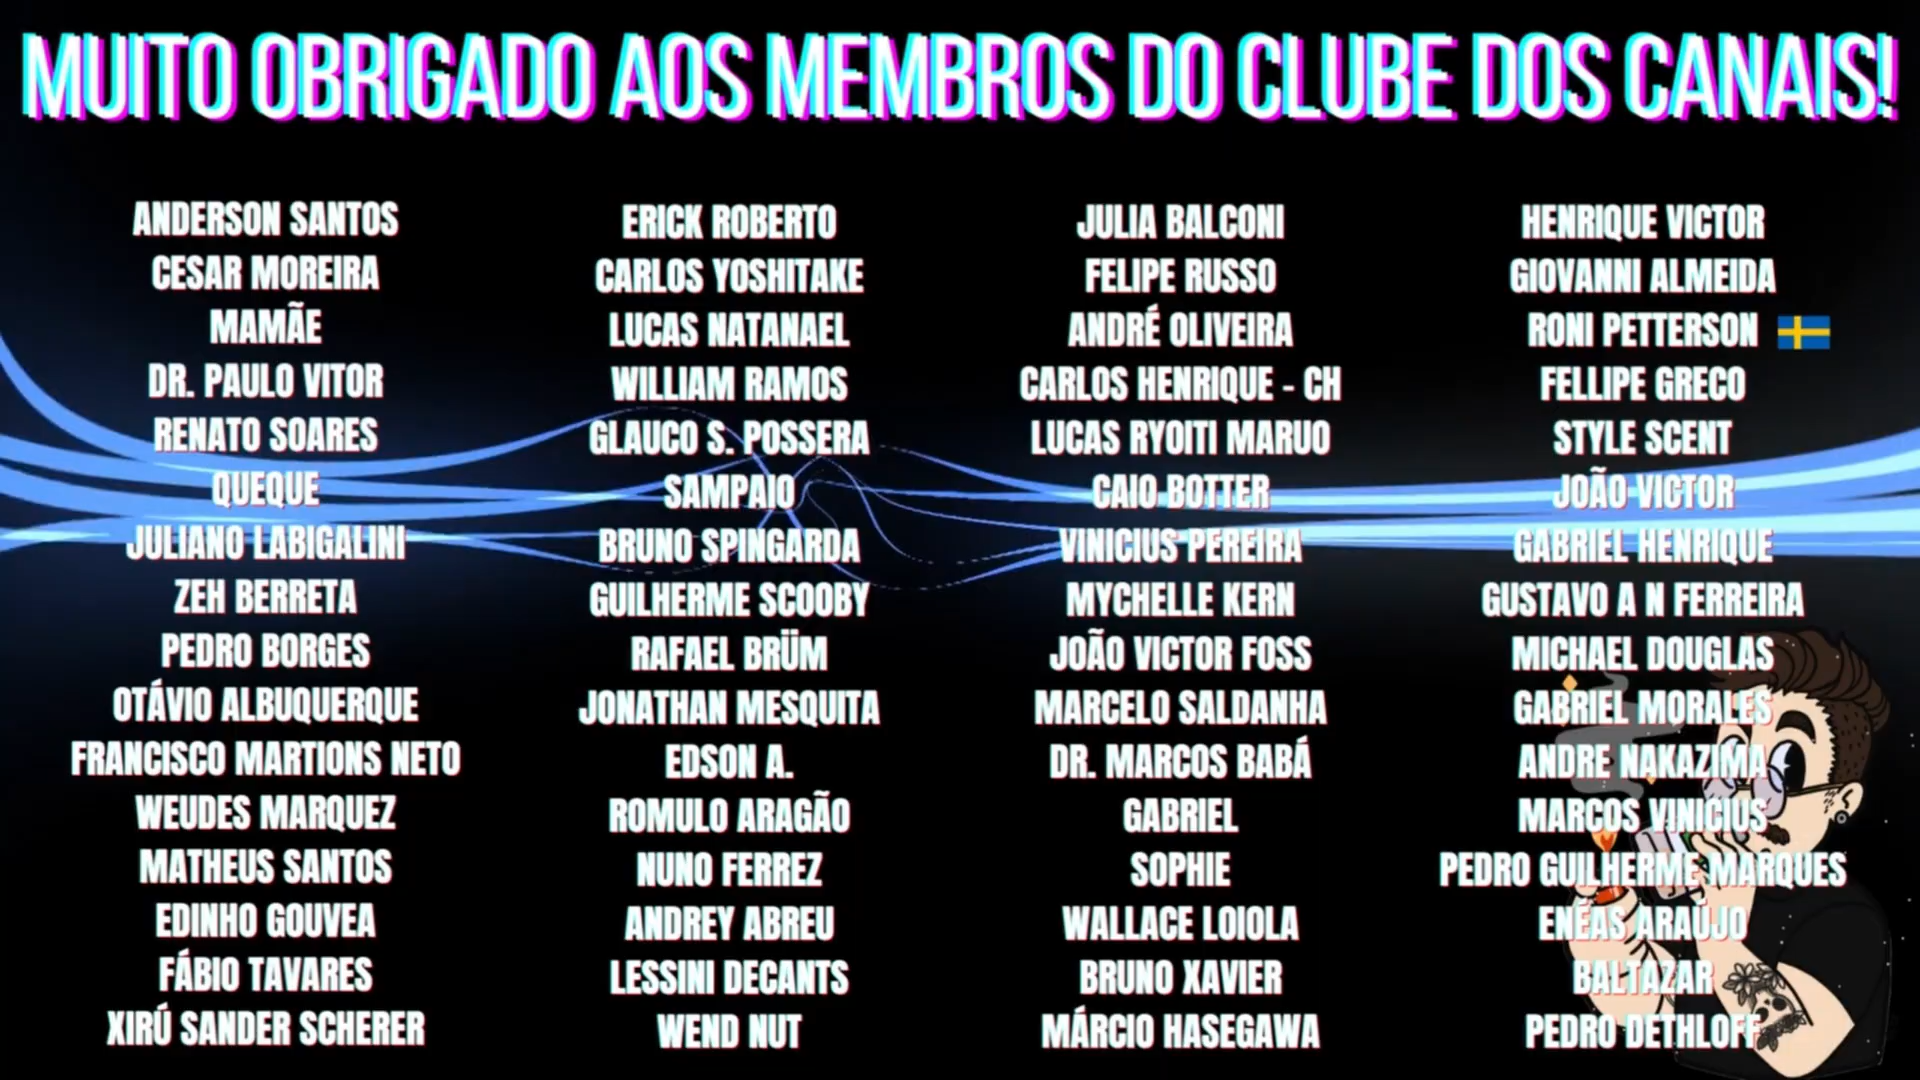 MUITO OBRIGADO AOS MEMBROS DO CLUBE DOS CANAIS!
ANDERSON SANTOS
CESAR MOREIRA
MAMÃE
DR. PAULO VITOR
RENATO SOARES
QUEQUE
JULIANO LABIGALINI
ZEH BERRETA
PEDRO BORGES
OTÁVIO ALBUQUERQUE
FRANCISCO MARTIONS NETO
WEUDES MARQUEZ
MATHEUS SANTOS
EDINHO GOUVEA
FÁBIO TAVARES
XIRÚ SANDER SCHERER
ERICK ROBERTO
CARLOS YOSHITAKE
LUCAS NATANAEL
WILLIAM RAMOS
GLAUCO S. POSSERA
SAMPAIO
BRUNO SPINGARDA
GUILHERME SCOOBY
RAFAEL BRÜM
JONATHAN MESQUITA
EDSON A.
ROMULO ARAGÃO
NUNO FERREZ
ANDREY ABREU
LESSINI DECANTS
WEND NUT
JULIA BALCONI
FELIPE RUSSO
ANDRÉ OLIVEIRA
CARLOS HENRIQUE - CH
LUCAS RYOITI MARUO
CAIO BOTTER
VINICIUS PEREIRA
MYCHELLE KERN
JOÃO VICTOR FOSS
MARCELO SALDANHA
DR. MARCOS BABÁ
GABRIEL
SOPHIE
WALLACE LOIOLA
BRUNO XAVIER
MÁRCIO HASEGAWA
HENRIQUE VICTOR
GIOVANNI ALMEIDA
RONI PETTERSON
FELLIPE GRECO
STYLE SCENT
JOÃO VICTOR
GABRIEL HENRIQUE
GUSTAVO A N FERREIRA
MICHAEL DOUGLAS
GABRIEL MORALES
ANDRE NAKAZIMA
MARCOS VINICIUS
PEDRO GUILHERME MARQUES
ENÉAS ARAÚJO
BALTAZAR
PEDRO DETHLOFF